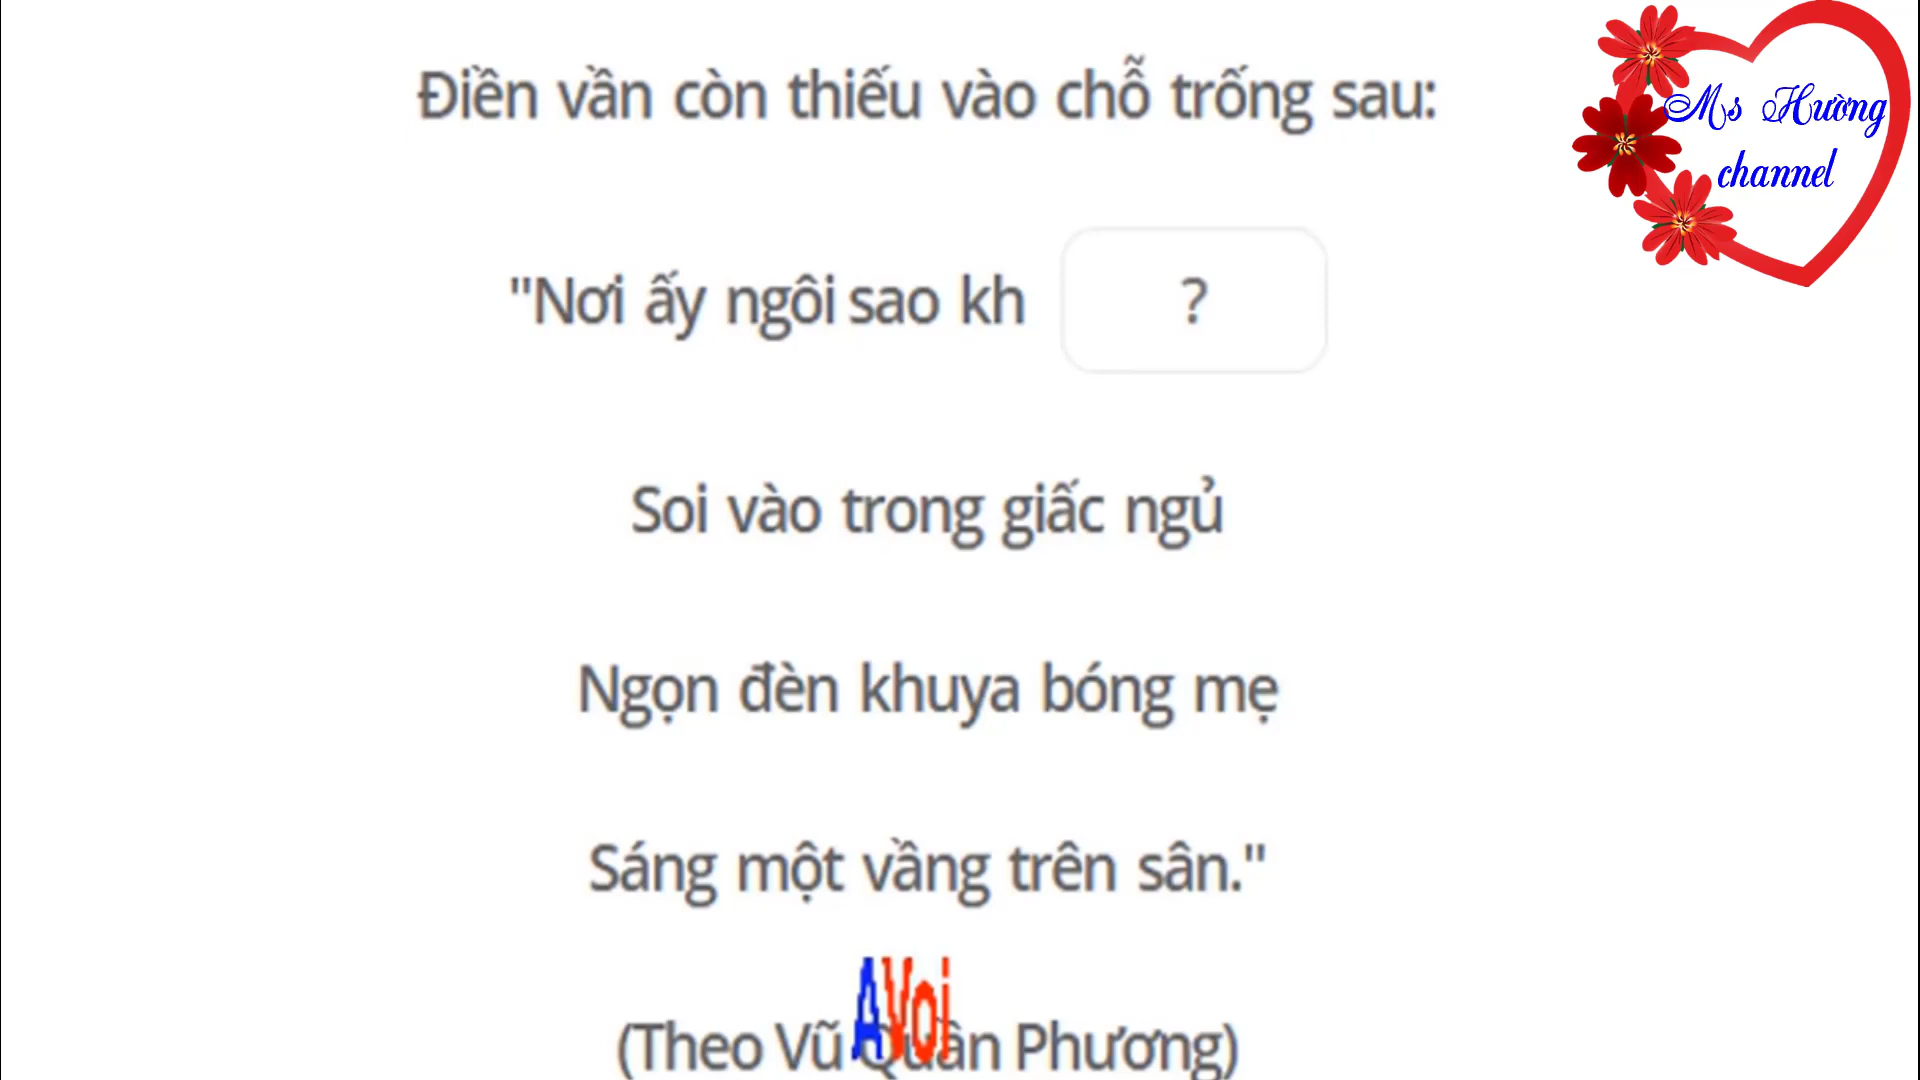 Điền vần còn thiếu vào chỗ trống sau:
"Nơi ấy ngôi sao kh ?
Soi vào trong giấc ngủ
Ngọn đèn khuya bóng mẹ
Sáng một vầng trên sân."
(Theo Vũ Quần Phương)
AVoi
Ms Hường
channel